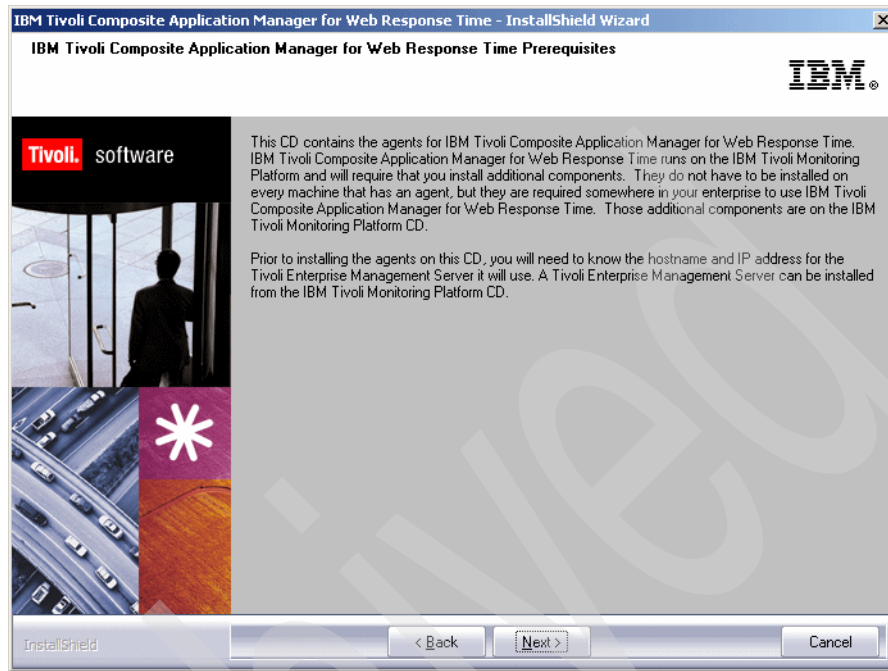 IBM Tivoli Composite Application Manager for Web Response Time - InstallShield Wizard
IBM Tivoli Composite Application Manager for Web Response Time Prerequisites
IBM®
Tivoli. software
This CD contains the agents for IBM Tivoli Composite Application Manager for Web Response Time.
IBM Tivoli Composite Application Manager for Web Response Time runs on the IBM Tivoli Monitoring
Platform and will require that you install additional components. They do not have to be installed on
every machine that has an agent, but they are required somewhere in your enterprise to use IBM Tivoli
Composite Application Manager for Web Response Time. Those additional components are on the IBM
Tivoli Monitoring Platform CD.
Prior to installing the agents on this CD, you will need to know the hostname and IP address for the
Tivoli Enterprise Management Server it will use. A Tivoli Enterprise Management Server can be installed
from the IBM Tivoli Monitoring Platform CD.
InstallShield
< Back
Next >
Cancel